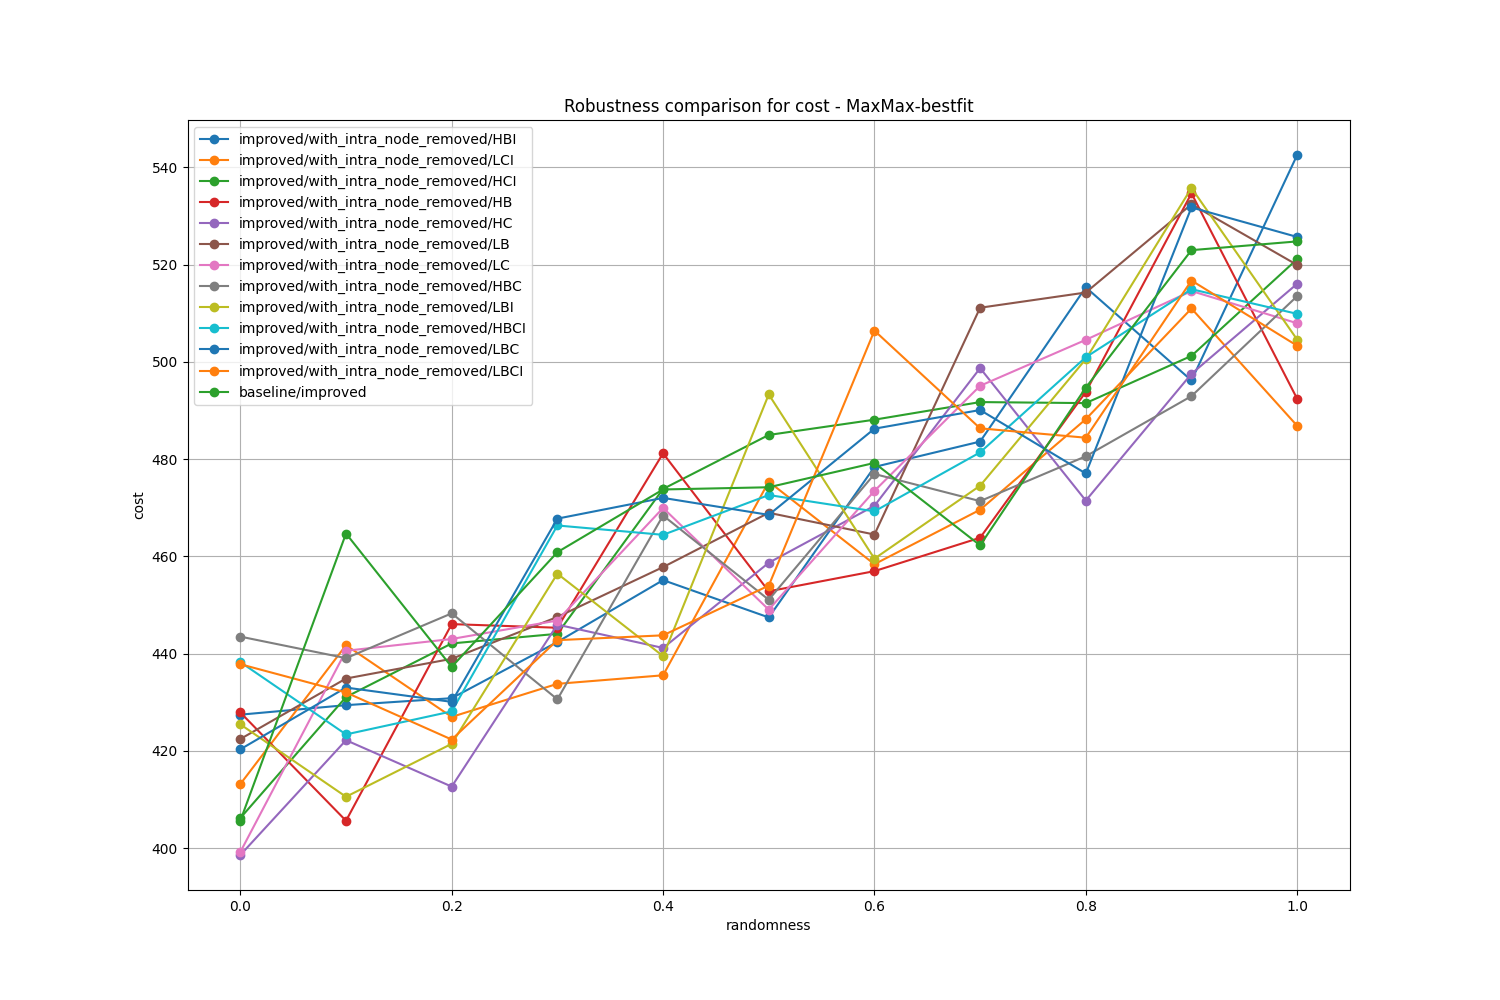 Robustness comparison for cost - MaxMax-bestfit
improved/with_intra_node_removed/HBI
improved/with_intra_node_removed/LCI
improved/with_intra_node_removed/HCI
improved/with_intra_node_removed/HB
improved/with_intra_node_removed/HC
improved/with_intra_node_removed/LB
improved/with_intra_node_removed/LC
improved/with_intra_node_removed/HBC
improved/with_intra_node_removed/LBI
improved/with_intra_node_removed/HBCI
improved/with_intra_node_removed/LBC
improved/with_intra_node_removed/LBCI
baseline/improved
540
520
500
480
460
440
420
400
cost
0.0 0.2 0.4 0.6 0.8 1.0
randomness